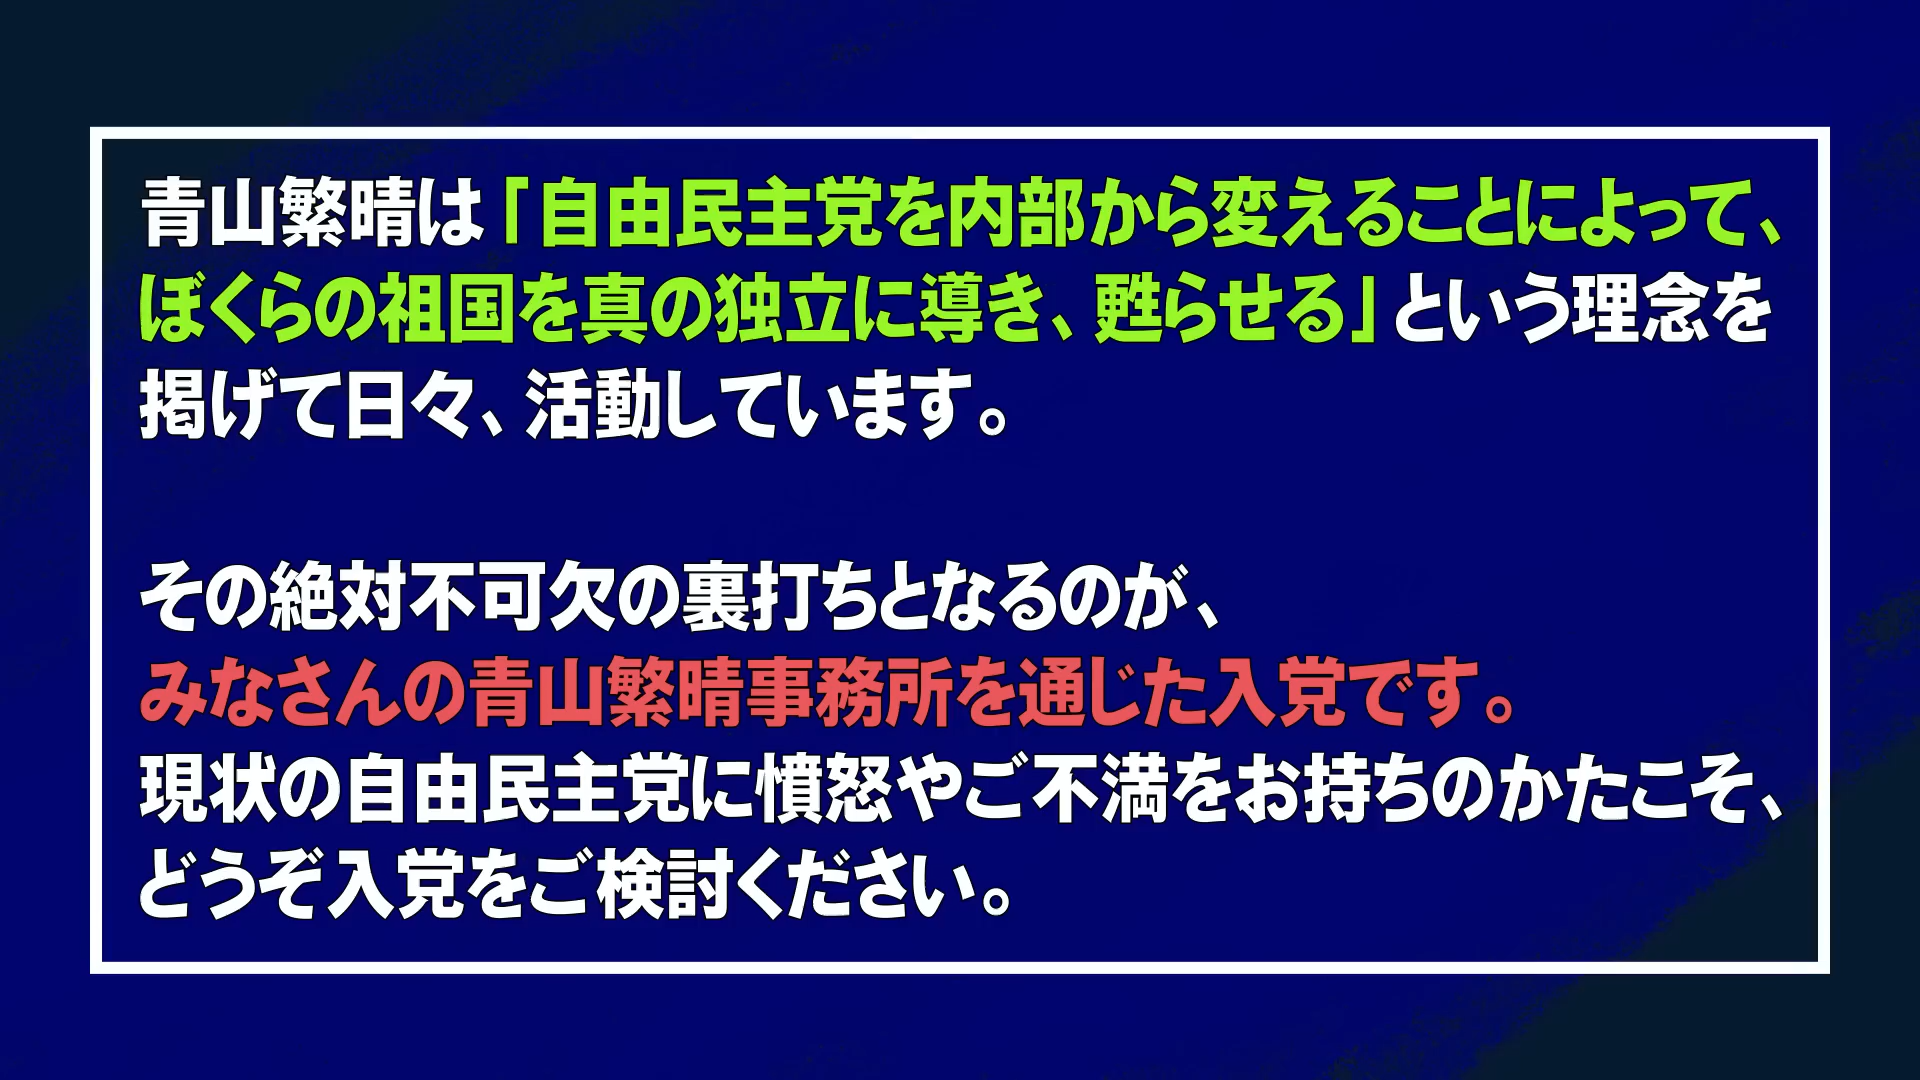 青山繁晴は「自由民主党を内部から変えることによって、
ぼくらの祖国を真の独立に導き、甦らせる」という理念を
掲げて日々、活動しています。
その絶対不可欠の裏打ちとなるのが、
みなさんの青山繁晴事務所を通じた入党です。
現状の自由民主党に憤怒やご不満をお持ちのかたこそ、
どうぞ入党をご検討ください。